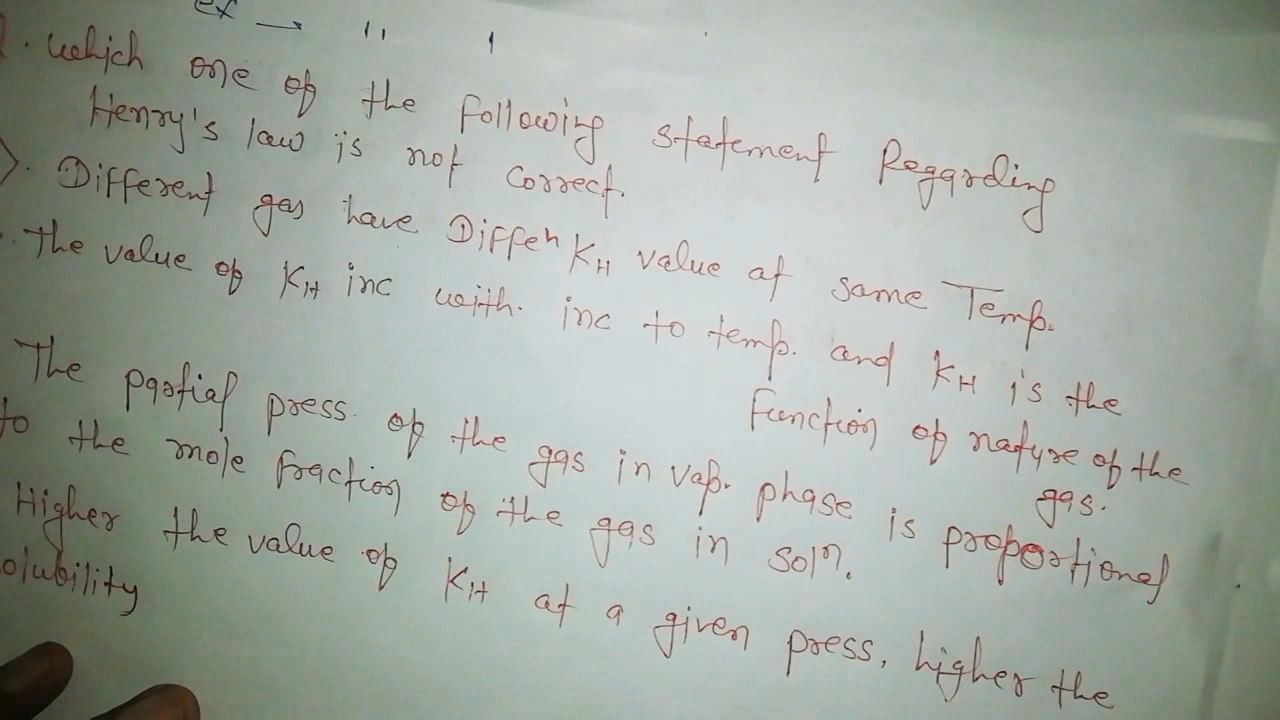 ex → ıı ı
which one of the following statement Regarding
Henry's law is not correct.
Different gas have Diffen KH value at same Temp.
The value of KH inc with. inc to temp. and KH is the
function of nature of the
gas.
The partial press. of the gas in vap. phase is proportional
to the mole fraction of the gas in solⁿ.
Higher the value of KH at a given press, higher the
olubility